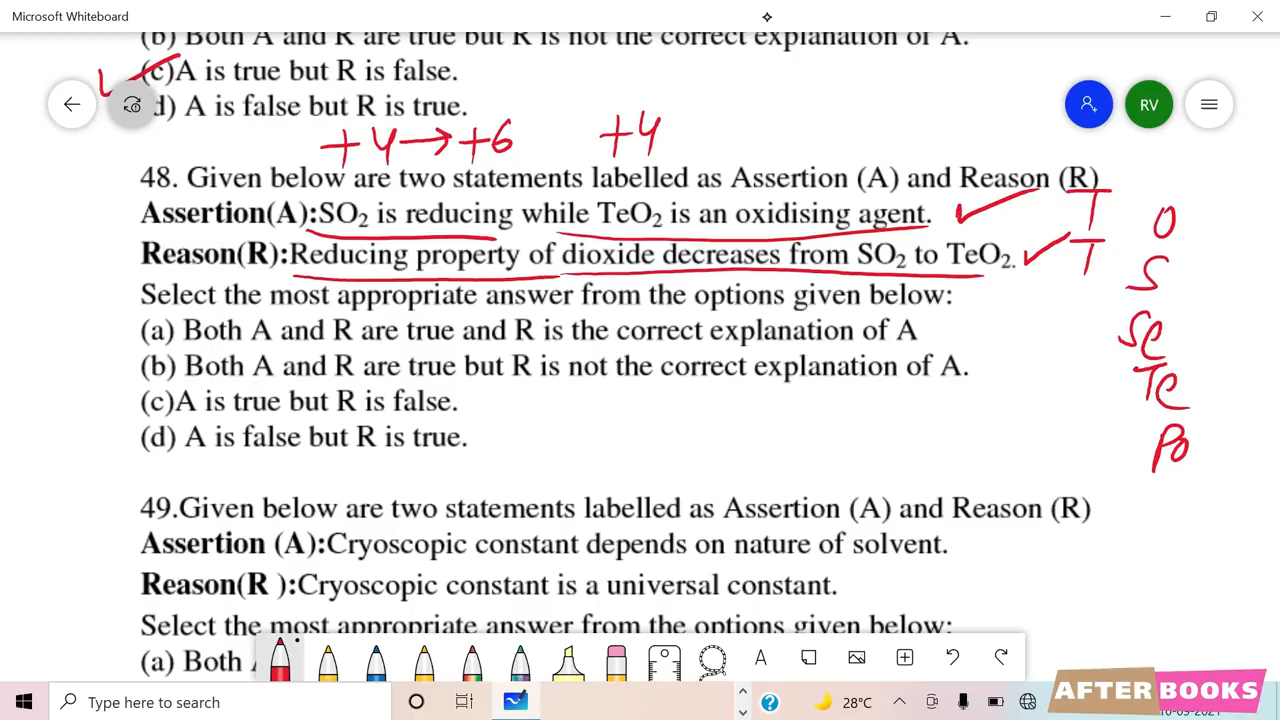 Microsoft Whiteboard
(b) Both A and R are true but R is not the correct explanation of A.
(c)A is true but R is false.
d) A is false but R is true.
RV
+4 → +6 +4
48. Given below are two statements labelled as Assertion (A) and Reason (R)
T
Assertion(A):SO₂ is reducing while TeO₂ is an oxidising agent.
O
Reason(R):Reducing property of dioxide decreases from SO₂ to TeO₂.
T
S
Select the most appropriate answer from the options given below:
(a) Both A and R are true and R is the correct explanation of A
Se
(b) Both A and R are true but R is not the correct explanation of A.
Te
(c)A is true but R is false.
(d) A is false but R is true.
Po
49.Given below are two statements labelled as Assertion (A) and Reason (R)
Assertion (A):Cryoscopic constant depends on nature of solvent.
Reason(R ):Cryoscopic constant is a universal constant.
Select the most appropriate answer from the options given below:
(a) Both
A
Type here to search
28°C
AFTER BOOKS
10-09-2021